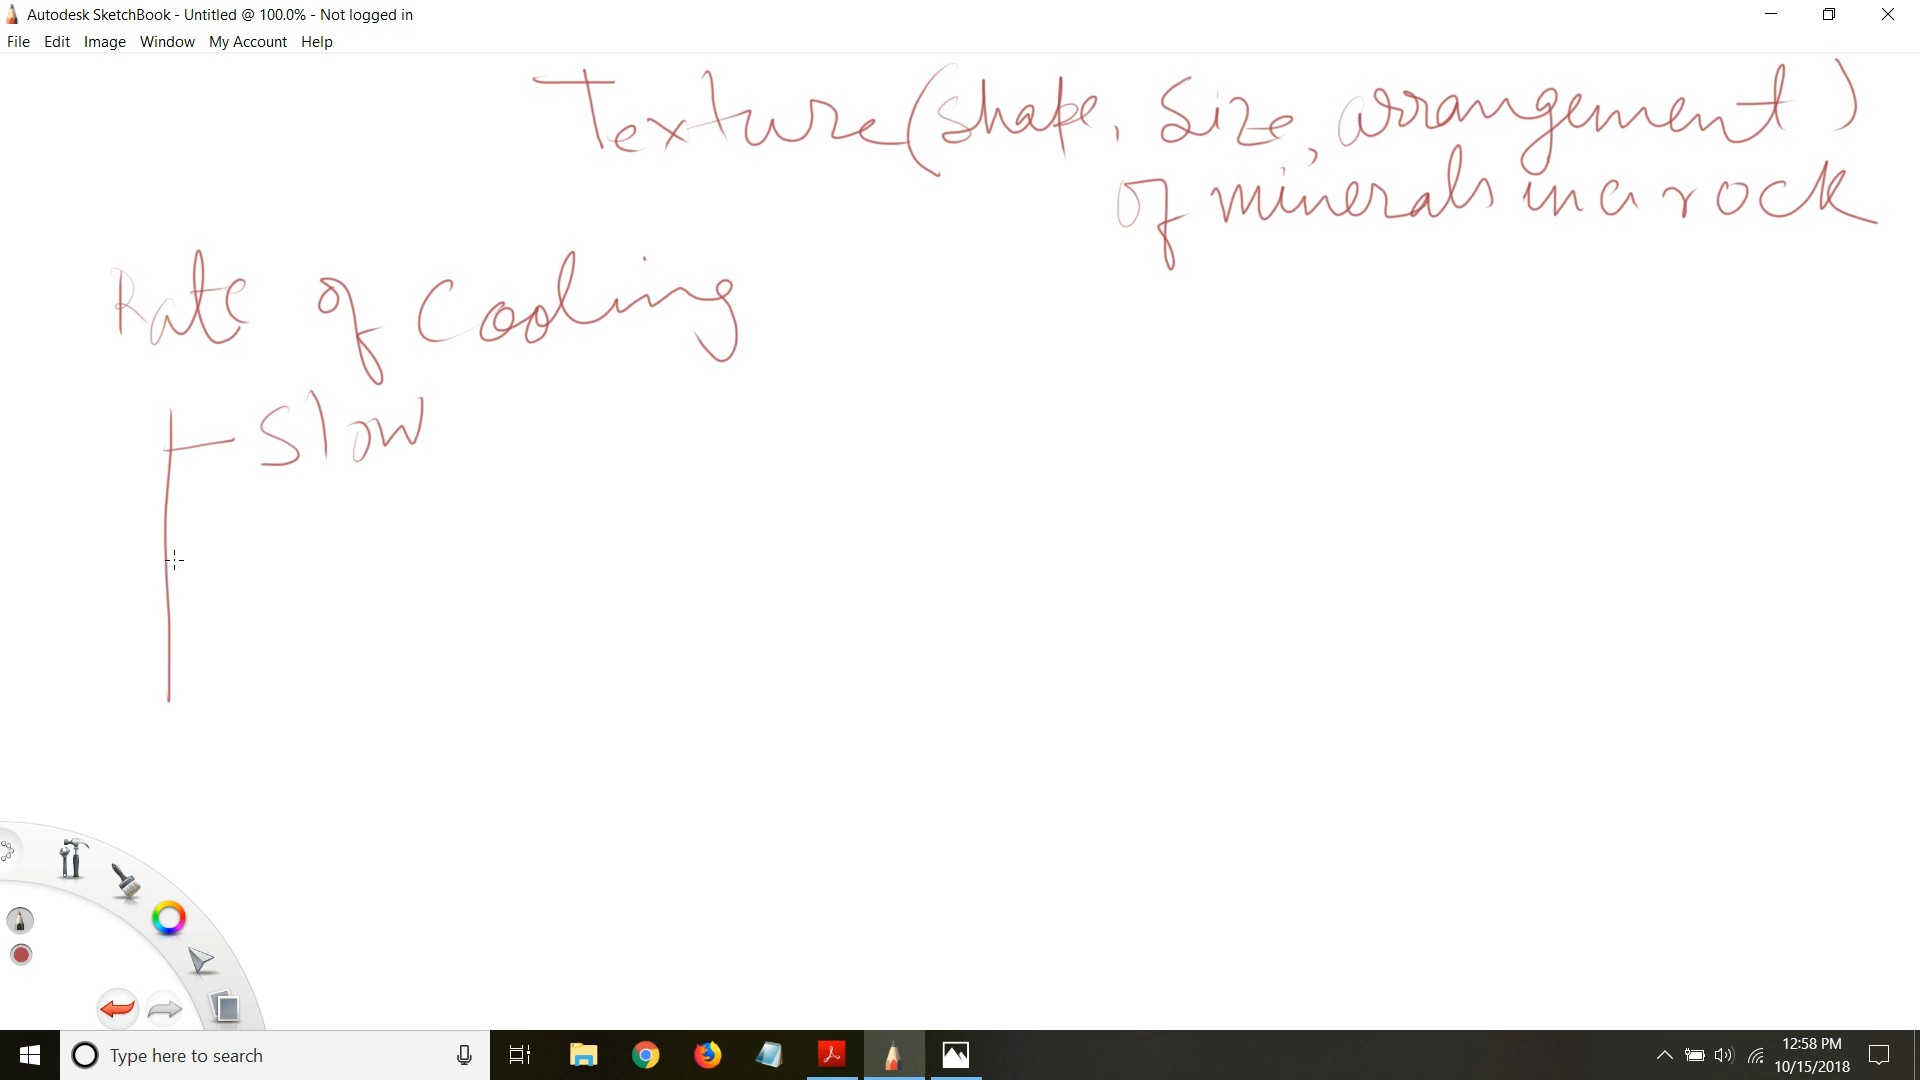 Autodesk SketchBook - Untitled @ 100.0% - Not logged in
File Edit Image Window My Account Help
Texture (shape, Size, arrangement)
of minerals in a rock
Rate of Cooling
Slow
Type here to search
12:58 PM
10/15/2018